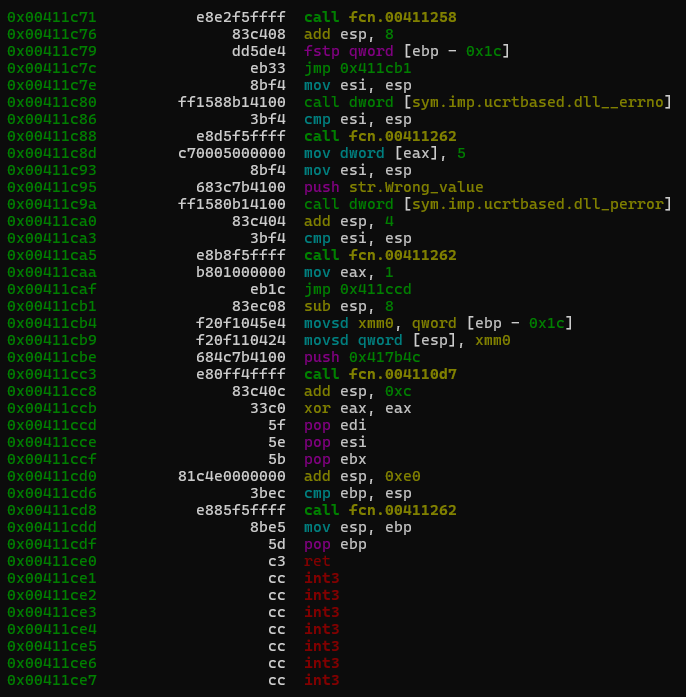 0x00411c71 e8e2f5ffff call fcn.00411258
0x00411c76 83c408 add esp, 8
0x00411c79 dd5de4 fstp qword [ebp - 0x1c]
0x00411c7c eb33 jmp 0x411cb1
0x00411c7e 8bf4 mov esi, esp
0x00411c80 ff1588b14100 call dword [sym.imp.ucrtbased.dll__errno]
0x00411c86 3bf4 cmp esi, esp
0x00411c88 e8d5f5ffff call fcn.00411262
0x00411c8d c70005000000 mov dword [eax], 5
0x00411c93 8bf4 mov esi, esp
0x00411c95 683c7b4100 push str.Wrong_value
0x00411c9a ff1580b14100 call dword [sym.imp.ucrtbased.dll_perror]
0x00411ca0 83c404 add esp, 4
0x00411ca3 3bf4 cmp esi, esp
0x00411ca5 e8b8f5ffff call fcn.00411262
0x00411caa b801000000 mov eax, 1
0x00411caf eb1c jmp 0x411ccd
0x00411cb1 83ec08 sub esp, 8
0x00411cb4 f20f1045e4 movsd xmm0, qword [ebp - 0x1c]
0x00411cb9 f20f110424 movsd qword [esp], xmm0
0x00411cbe 684c7b4100 push 0x417b4c
0x00411cc3 e80ff4ffff call fcn.004110d7
0x00411cc8 83c40c add esp, 0xc
0x00411ccb 33c0 xor eax, eax
0x00411ccd 5f pop edi
0x00411cce 5e pop esi
0x00411ccf 5b pop ebx
0x00411cd0 81c4e0000000 add esp, 0xe0
0x00411cd6 3bec cmp ebp, esp
0x00411cd8 e885f5ffff call fcn.00411262
0x00411cdd 8be5 mov esp, ebp
0x00411cdf 5d pop ebp
0x00411ce0 c3 ret
0x00411ce1 cc int3
0x00411ce2 cc int3
0x00411ce3 cc int3
0x00411ce4 cc int3
0x00411ce5 cc int3
0x00411ce6 cc int3
0x00411ce7 cc int3